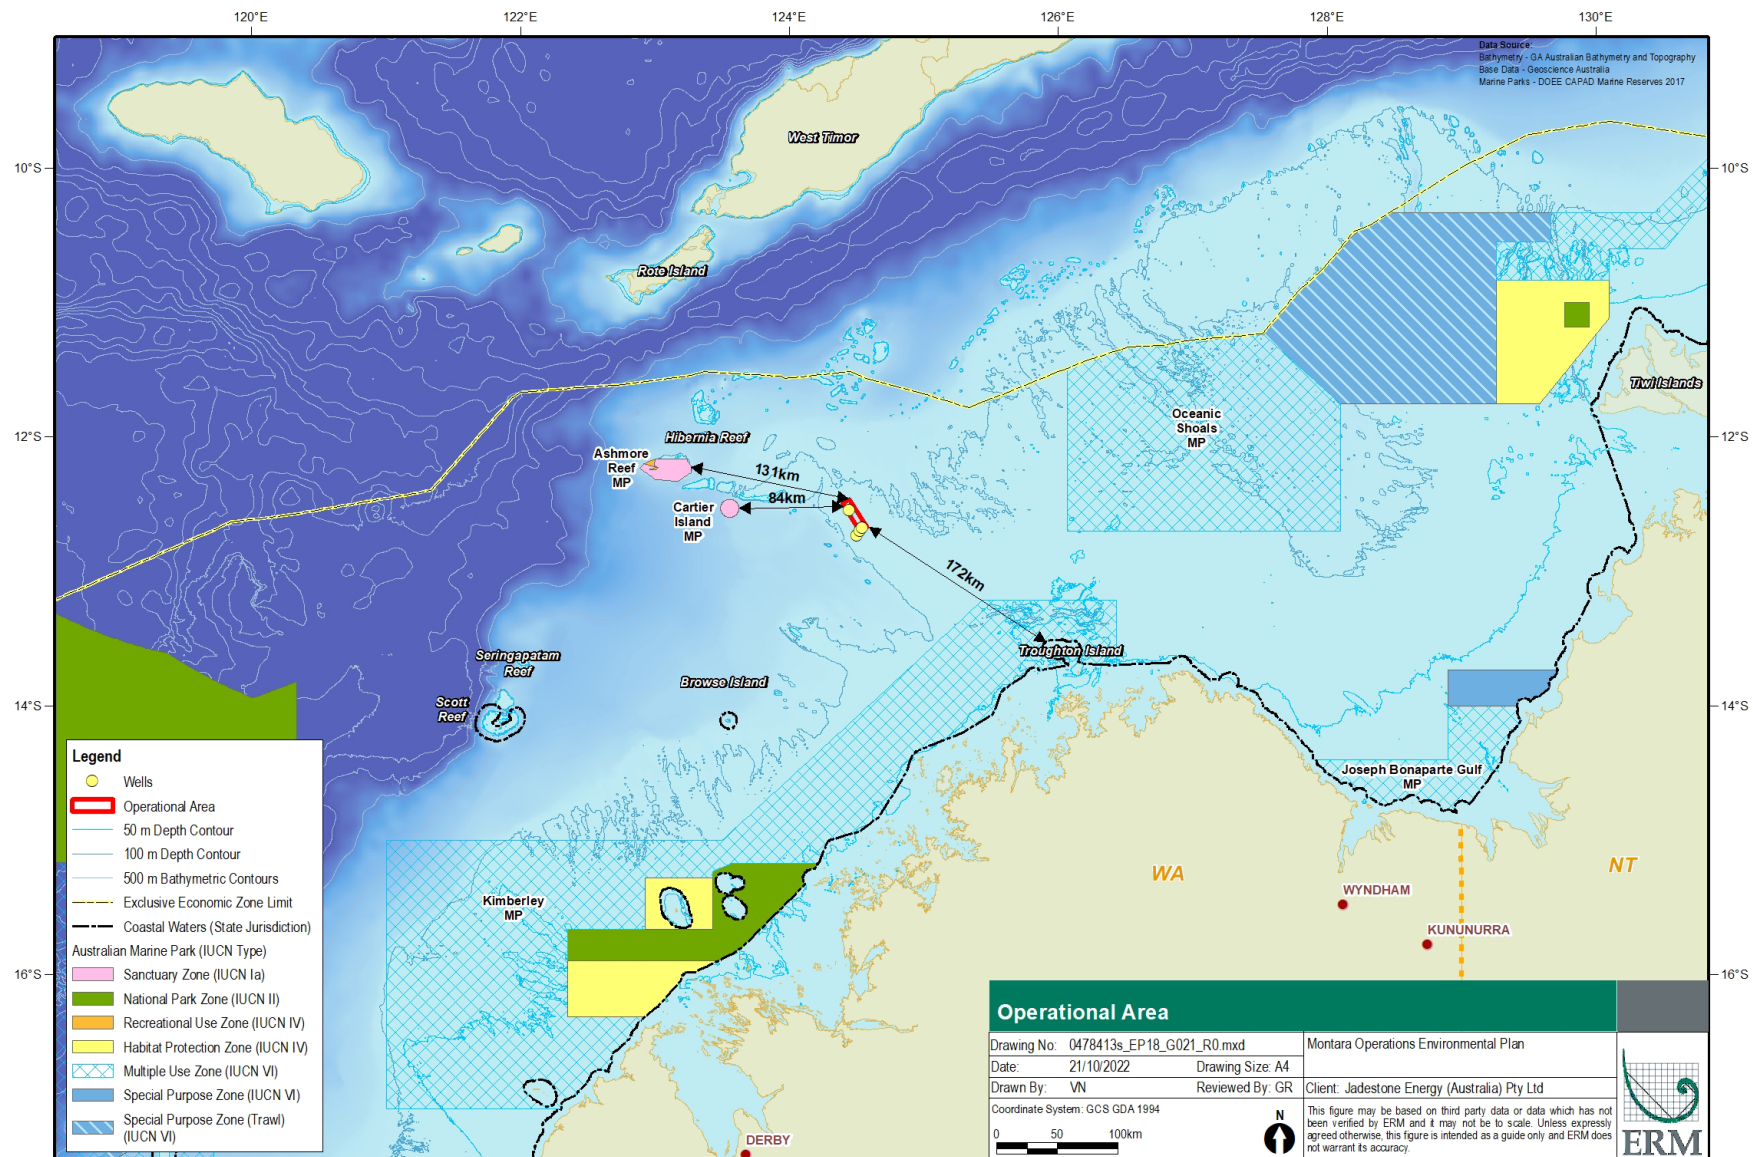 120°E 122°E 124°E 126°E 128°E 130°E
Data Source:
Bathymetry - GA Australian Bathymetry and Topography
Base Data - Geoscience Australia
Marine Parks - DOEE CAPAD Marine Reserves 2017
West Timor
10°S 10°S
Rote Island
Tiwi Islands
Oceanic
Shoals
MP
12°S 12°S
Hibernia Reef
Ashmore
Reef
MP
131km
84km
Cartier
Island
MP
172km
Troughton Island
Seringapatam
Reef
Browse Island
Scott
Reef
14°S 14°S
Joseph Bonaparte Gulf
MP
WA
NT
WYNDHAM
KUNUNURRA
Kimberley
MP
16°S 16°S
DERBY
Legend
Wells
Operational Area
50 m Depth Contour
100 m Depth Contour
500 m Bathymetric Contours
Exclusive Economic Zone Limit
Coastal Waters (State Jurisdiction)
Australian Marine Park (IUCN Type)
Sanctuary Zone (IUCN Ia)
National Park Zone (IUCN II)
Recreational Use Zone (IUCN IV)
Habitat Protection Zone (IUCN IV)
Multiple Use Zone (IUCN VI)
Special Purpose Zone (IUCN VI)
Special Purpose Zone (Trawl)
(IUCN VI)
Operational Area
Drawing No: 0478413s_EP18_G021_R0.mxd
Date: 21/10/2022 Drawing Size: A4
Drawn By: VN Reviewed By: GR
Coordinate System: GCS GDA 1994
0 50 100km
N
Montara Operations Environmental Plan
Client: Jadestone Energy (Australia) Pty Ltd
This figure may be based on third party data or data which has not
been verified by ERM and it may not be to scale. Unless expressly
agreed otherwise, this figure is intended as a guide only and ERM does
not warrant its accuracy.
ERM